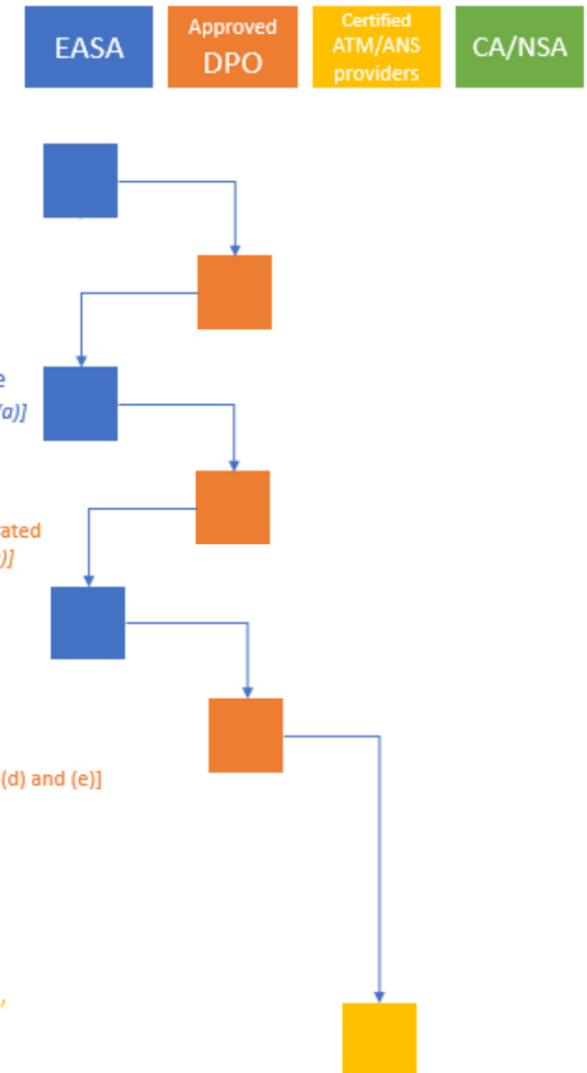 EASA
Approved
DPO
Certified
ATM/ANS
providers
CA/NSA
(a)]
)]
(d) and (e)]
,